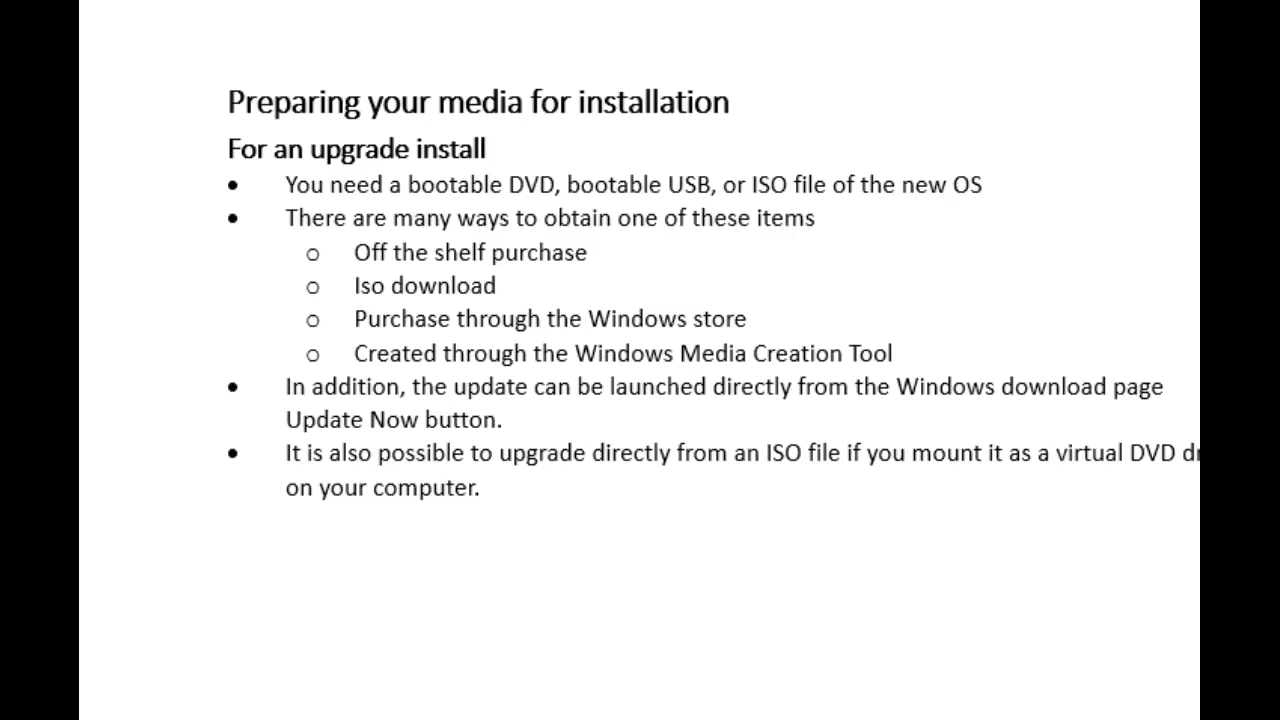 Preparing your media for installation
For an upgrade install
• You need a bootable DVD, bootable USB, or ISO file of the new OS
• There are many ways to obtain one of these items
o Off the shelf purchase
o Iso download
o Purchase through the Windows store
o Created through the Windows Media Creation Tool
• In addition, the update can be launched directly from the Windows download page
Update Now button.
• It is also possible to upgrade directly from an ISO file if you mount it as a virtual DVD
on your computer.